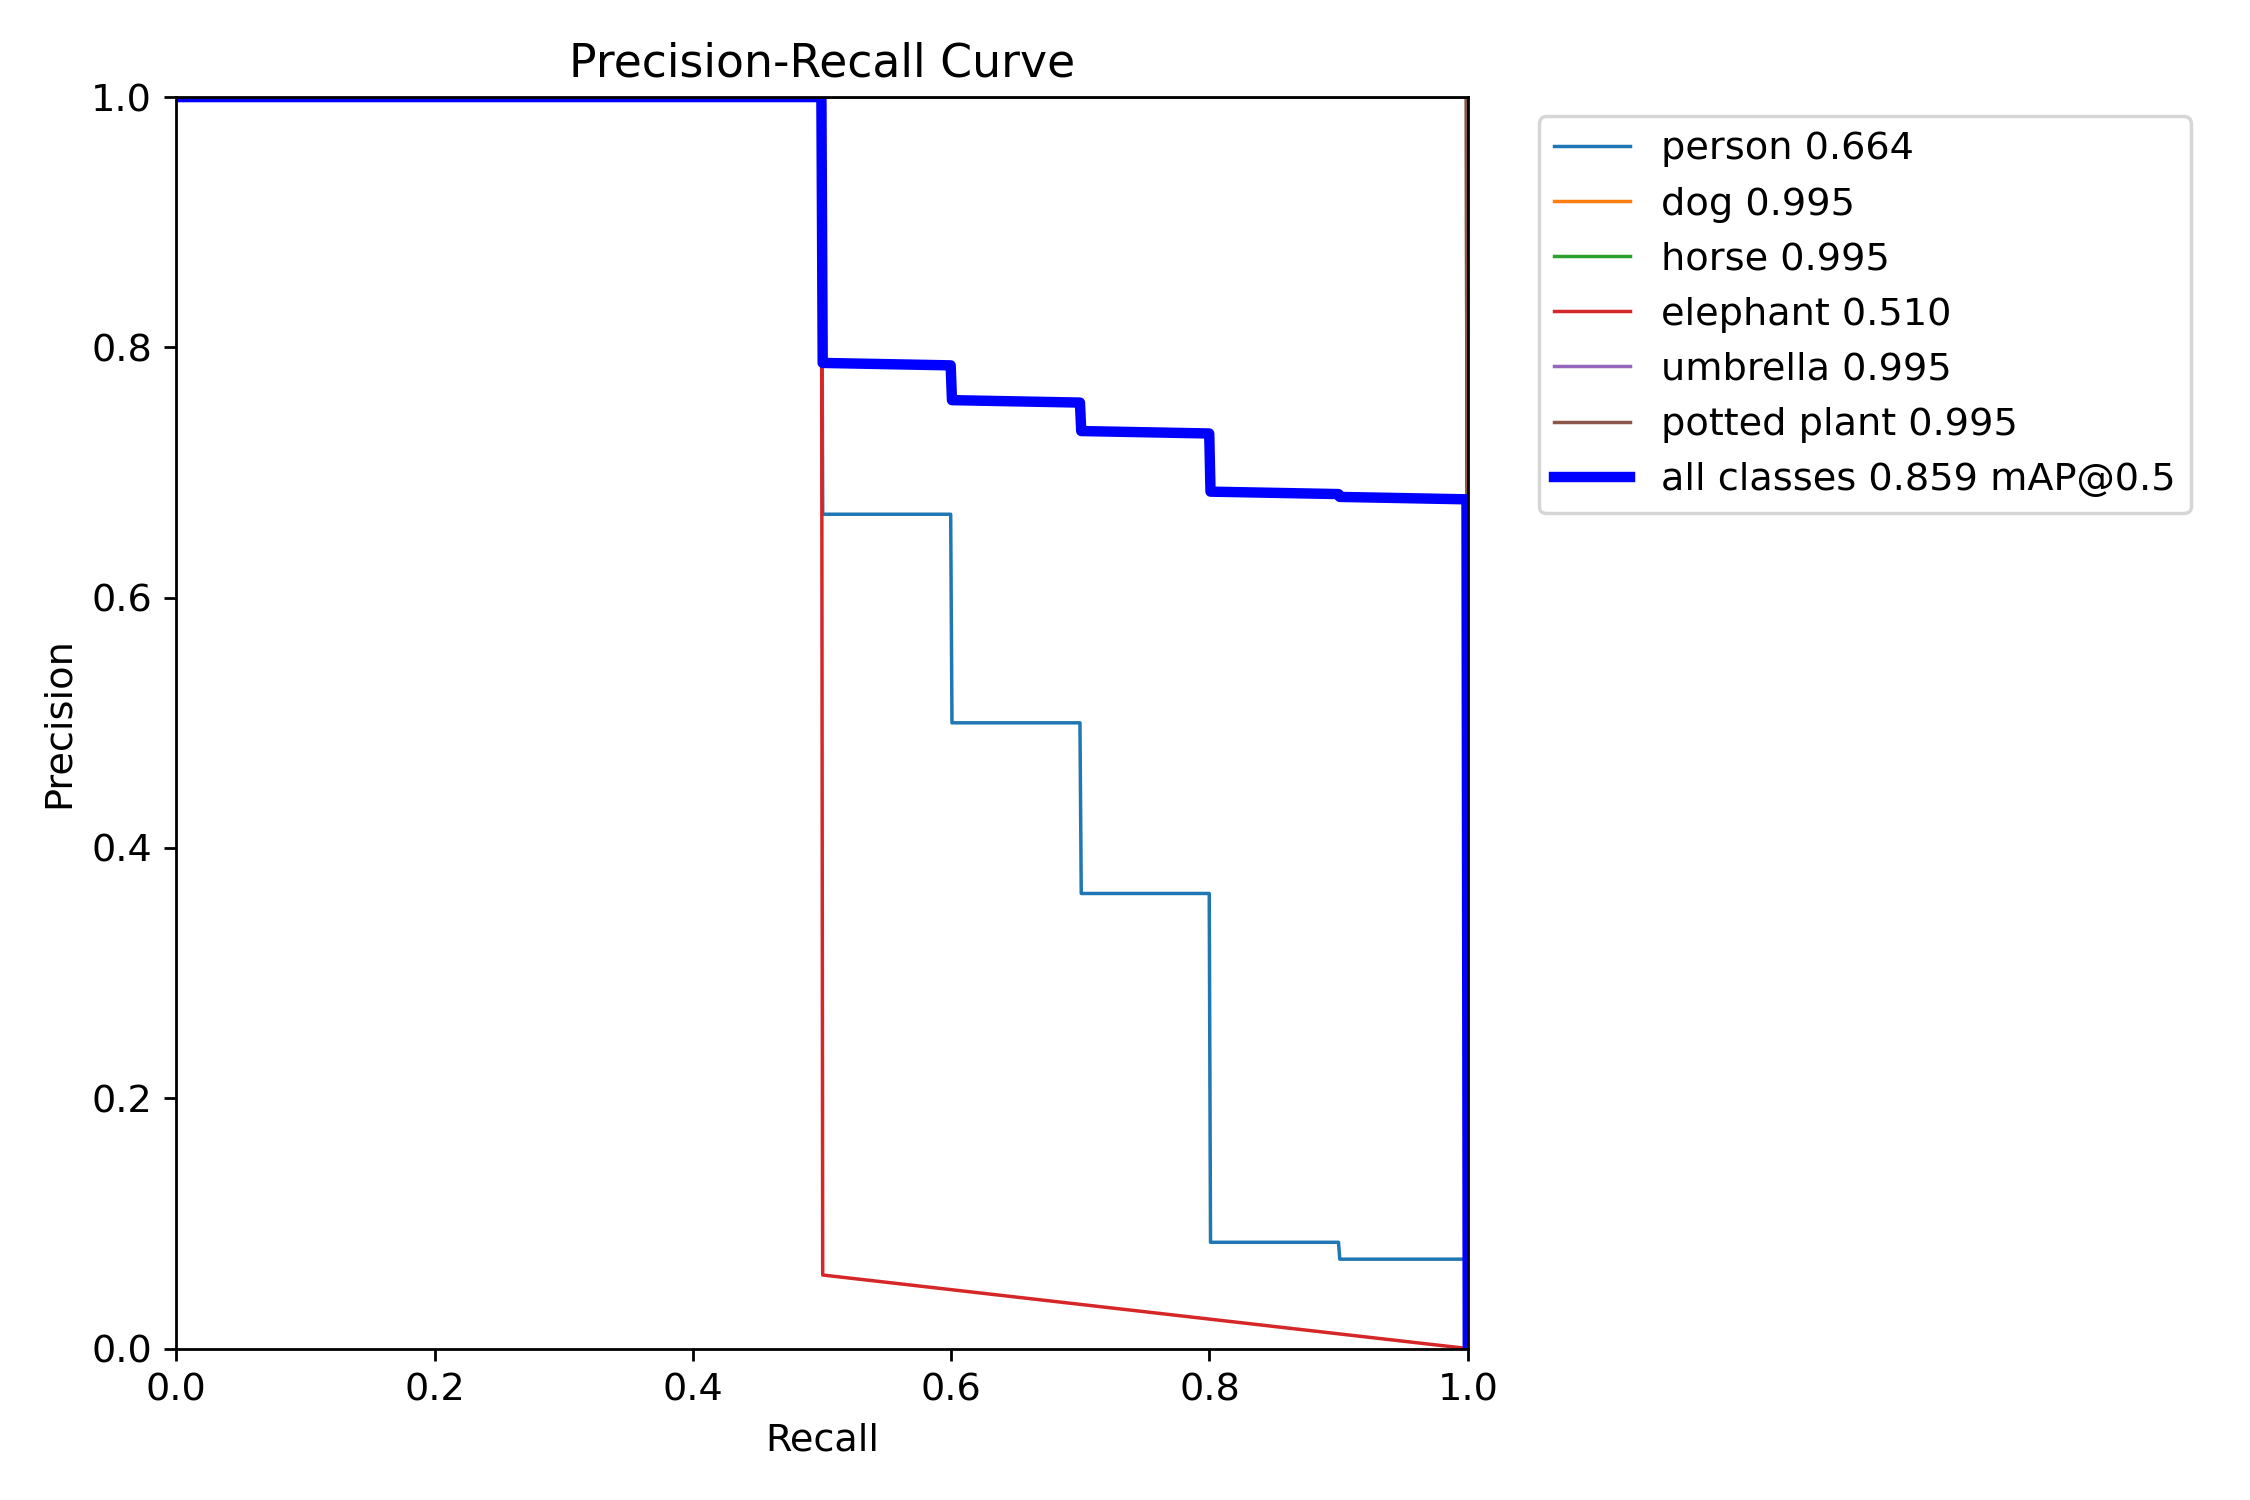 Precision-Recall Curve
1.0
0.8
0.6
0.4
0.2
0.0
Precision
0.0 0.2 0.4 0.6 0.8 1.0
Recall
person 0.664
dog 0.995
horse 0.995
elephant 0.510
umbrella 0.995
potted plant 0.995
all classes 0.859 mAP@0.5